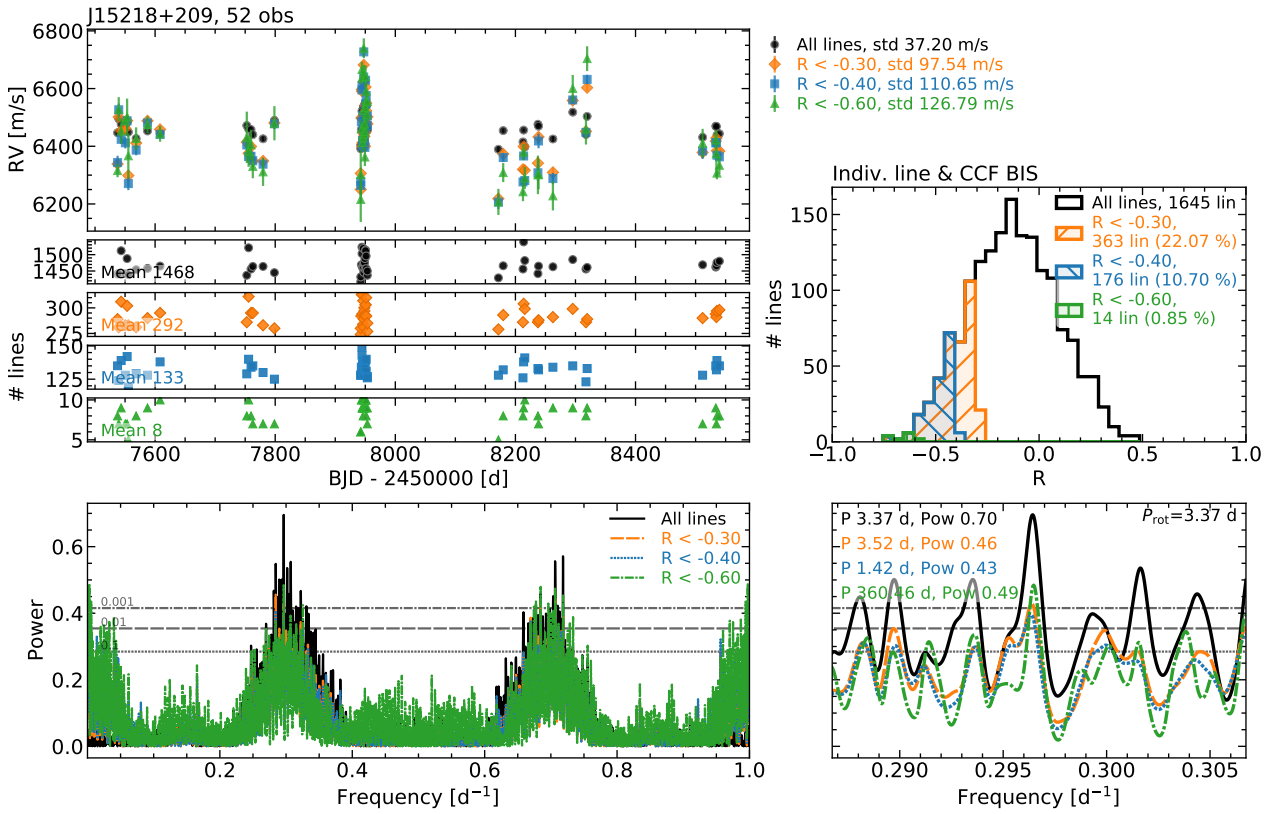 J15218+209, 52 obs
6800
6600
6400
6200
RV [m/s]
All lines, std 37.20 m/s
R < -0.30, std 97.54 m/s
R < -0.40, std 110.65 m/s
R < -0.60, std 126.79 m/s
1500
1450
Mean 1468
300
275
Mean 292
150
125
Mean 133
10
5
Mean 8
# lines
7600 7800 8000 8200 8400
BJD - 2450000 [d]
Indiv. line & CCF BIS
150
100
50
0
# lines
All lines, 1645 lin
R < -0.30,
363 lin (22.07 %)
R < -0.40,
176 lin (10.70 %)
R < -0.60,
14 lin (0.85 %)
−1.0 −0.5 0.0 0.5 1.0
R
0.6
0.4
0.2
0.0
Power
0.001
0.01
0.1
All lines
R < -0.30
R < -0.40
R < -0.60
0.2 0.4 0.6 0.8 1.0
Frequency [d⁻¹]
P 3.37 d, Pow 0.70
P 3.52 d, Pow 0.46
P 1.42 d, Pow 0.43
P 360.46 d, Pow 0.49
P_rot=3.37 d
0.290 0.295 0.300 0.305
Frequency [d⁻¹]